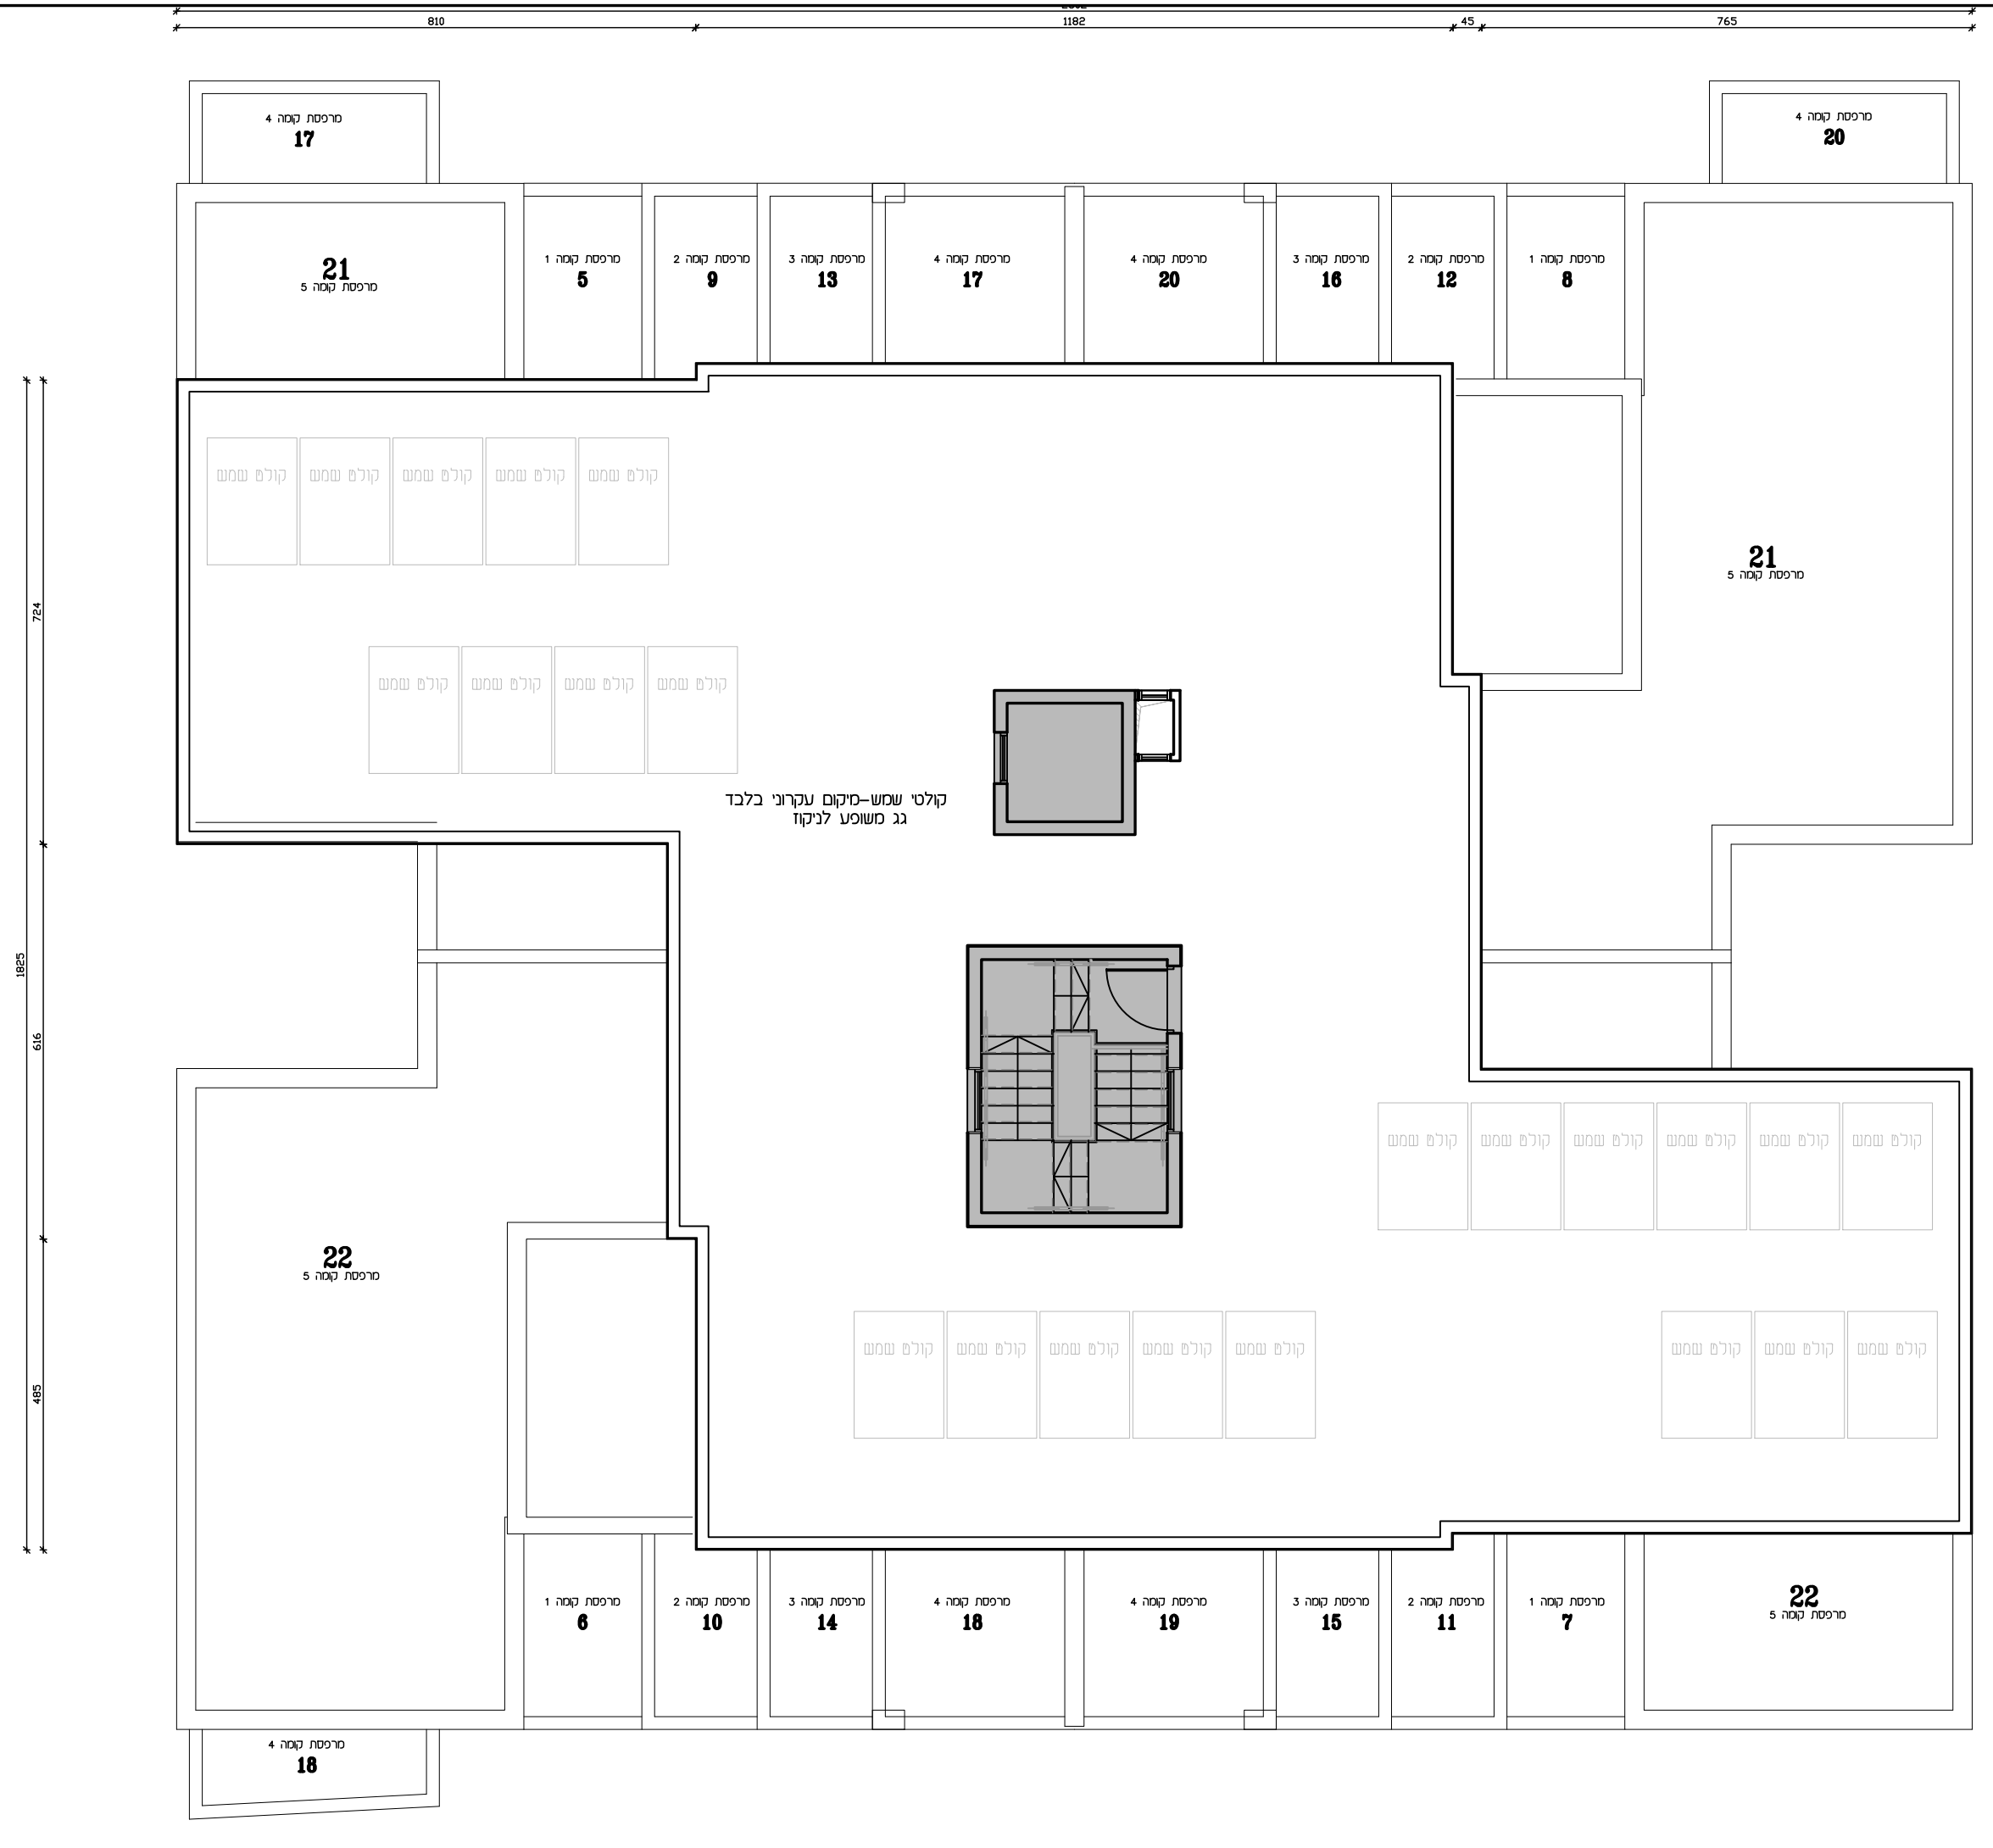 810
1182
45
765
מרפסת קומה 4
17
מרפסת קומה 4
20
21
מרפסת קומה 5
מרפסת קומה 1
5
מרפסת קומה 2
9
מרפסת קומה 3
13
מרפסת קומה 4
17
מרפסת קומה 4
20
מרפסת קומה 3
16
מרפסת קומה 2
12
מרפסת קומה 1
8
קולט שמש
קולט שמש
קולט שמש
קולט שמש
קולט שמש
21
מרפסת קומה 5
724
קולט שמש
קולט שמש
קולט שמש
קולט שמש
קולטי שמש-מיקום עקרוני בלבד
גג משופע לניקוז
1825
616
קולט שמש
קולט שמש
קולט שמש
קולט שמש
קולט שמש
קולט שמש
22
מרפסת קומה 5
קולט שמש
קולט שמש
קולט שמש
קולט שמש
קולט שמש
קולט שמש
קולט שמש
קולט שמש
485
מרפסת קומה 1
6
מרפסת קומה 2
10
מרפסת קומה 3
14
מרפסת קומה 4
18
מרפסת קומה 4
19
מרפסת קומה 3
15
מרפסת קומה 2
11
מרפסת קומה 1
7
22
מרפסת קומה 5
מרפסת קומה 4
18